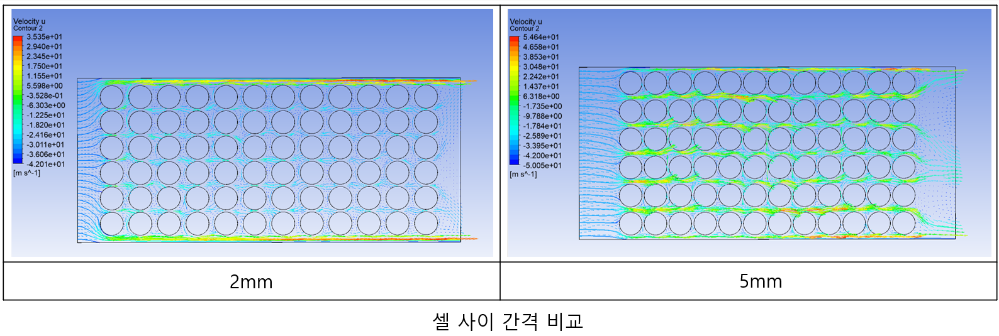 Velocity u
Contour 2
3.535e+01
2.940e+01
2.345e+01
1.750e+01
1.155e+01
5.598e+00
-3.528e-01
-6.303e+00
-1.225e+01
-1.820e+01
-2.416e+01
-3.011e+01
-3.606e+01
-4.201e+01
[m s^-1]
Velocity u
Contour 2
5.464e+01
4.658e+01
3.853e+01
3.048e+01
2.242e+01
1.437e+01
6.318e+00
-1.735e+00
-9.788e+00
-1.784e+01
-2.589e+01
-3.395e+01
-4.200e+01
-5.005e+01
[m s^-1]
2mm
5mm
셀 사이 간격 비교